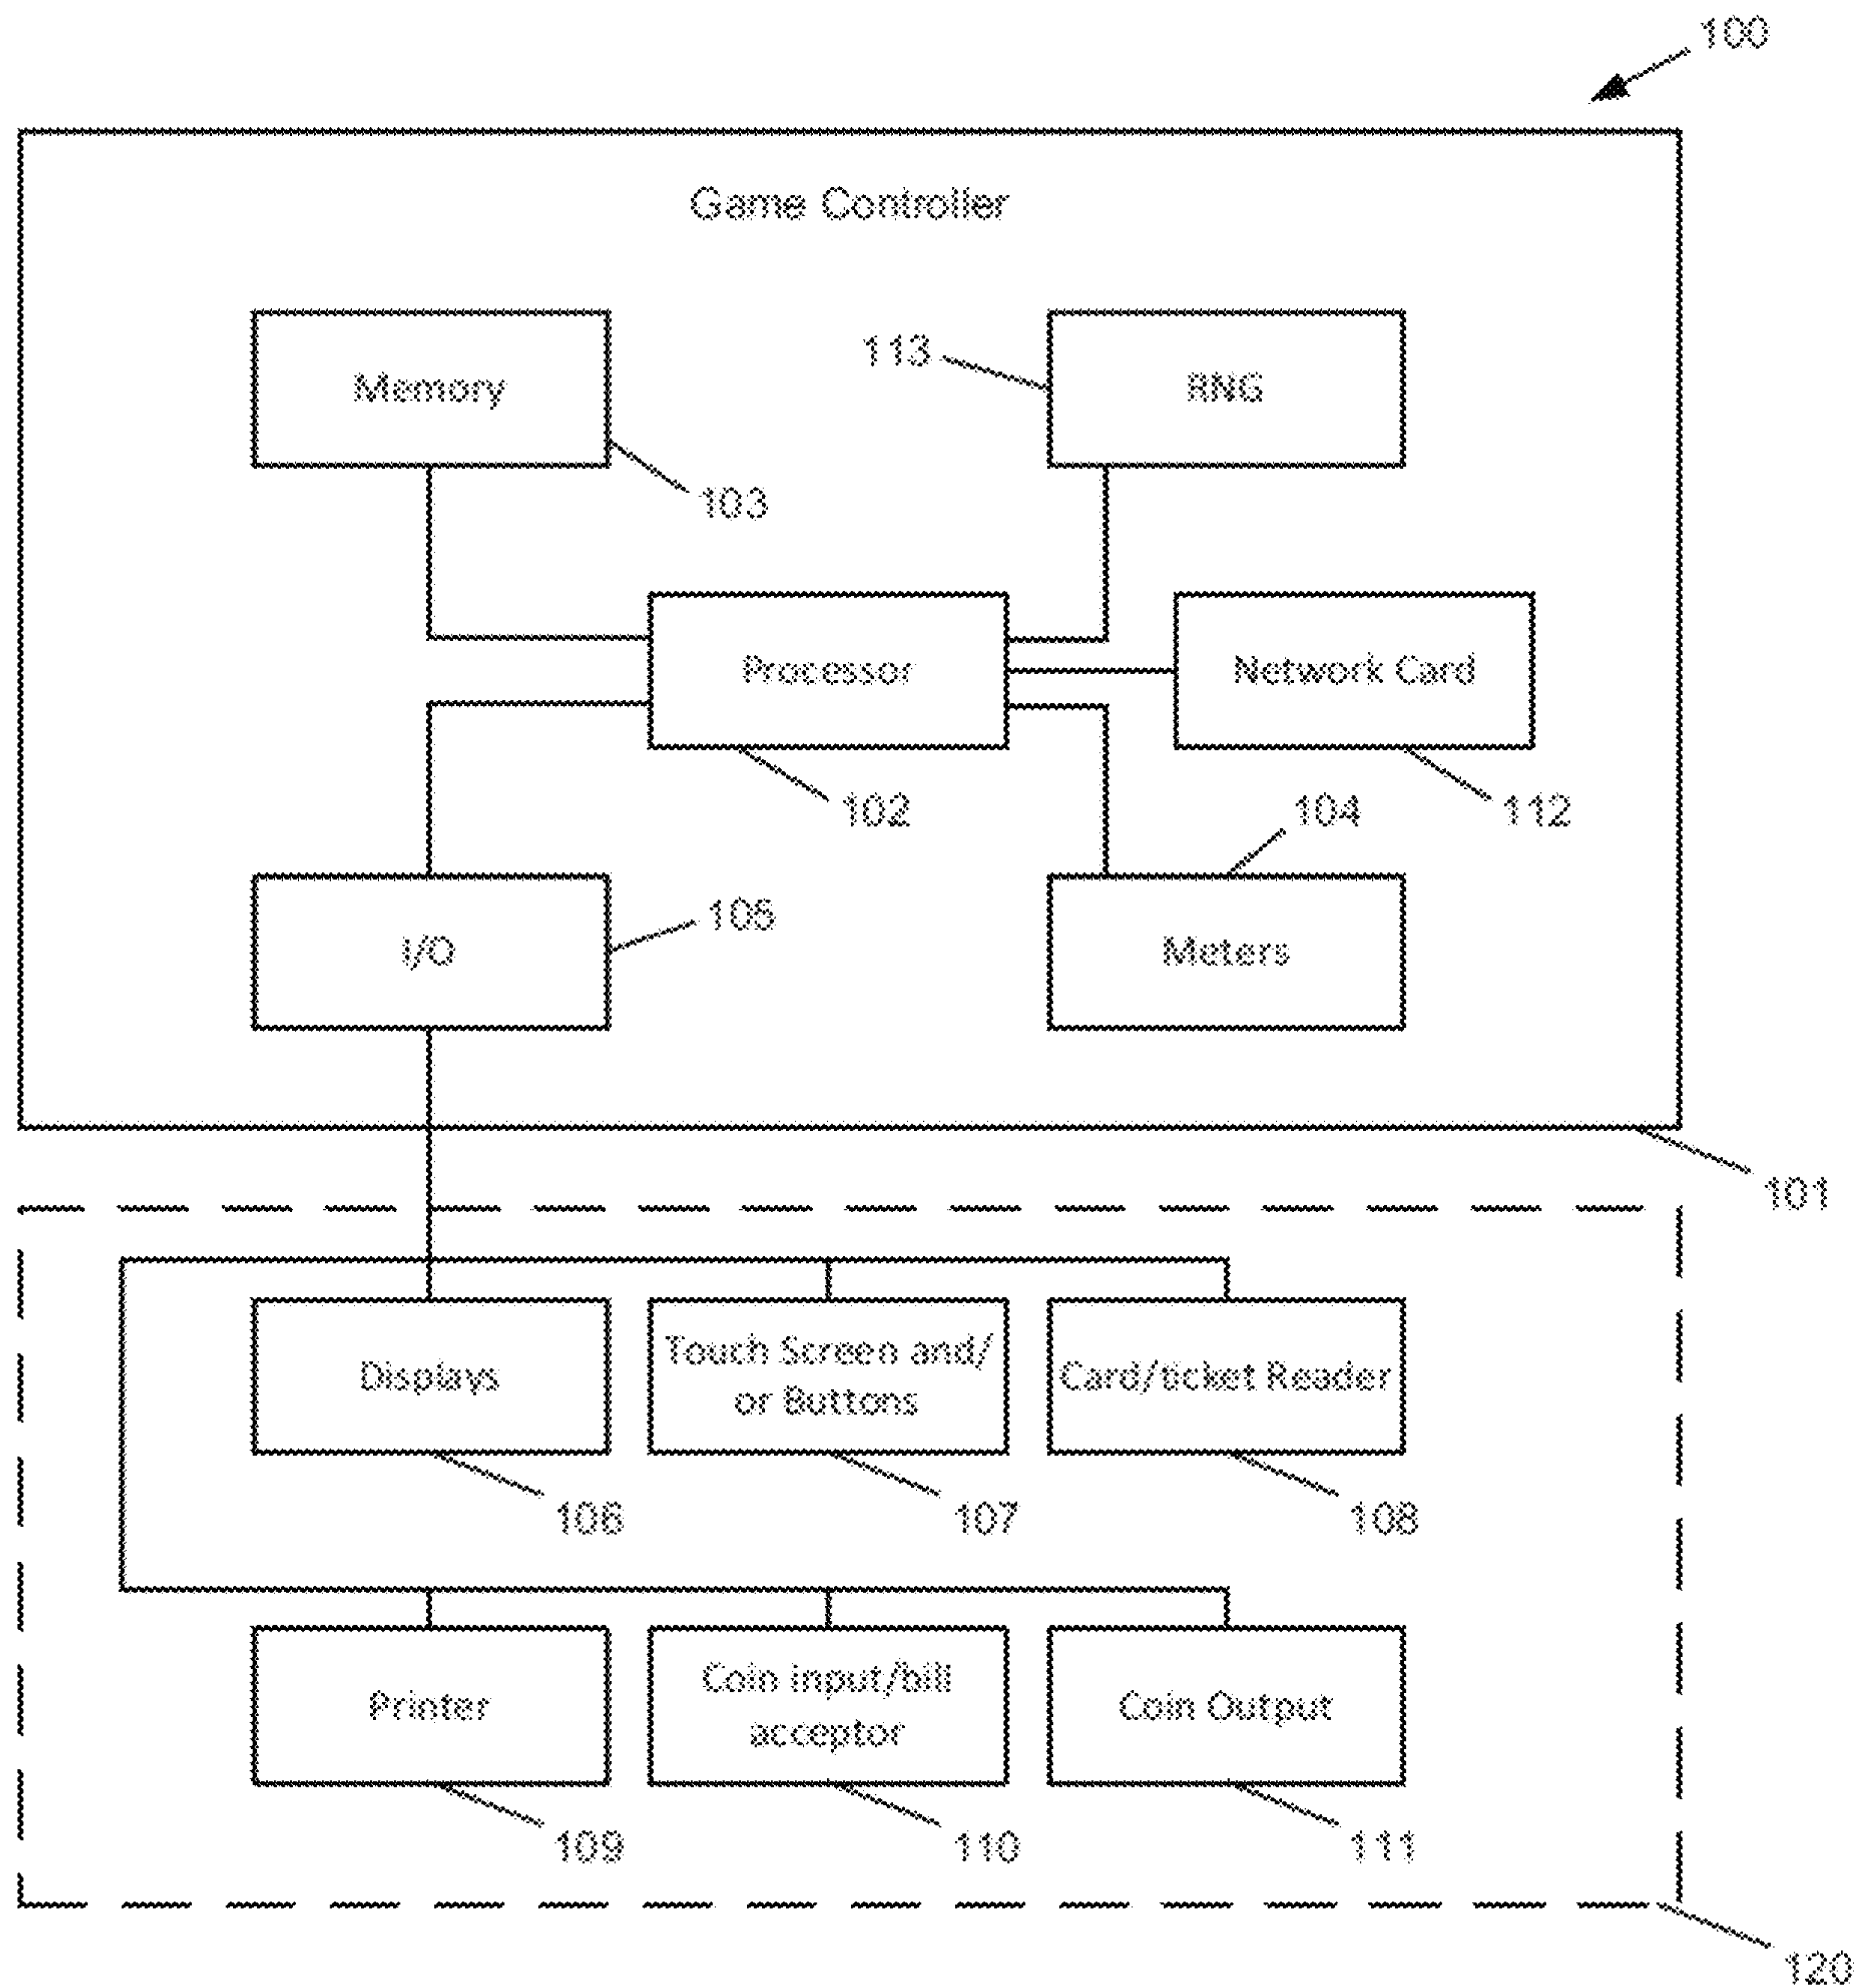 100
Game Controller
Memory
113
RNG
103
Processor
Network Card
102
104
112
I/O
105
Meters
101
Displays
Touch Screen and/
or Buttons
Card/ticket Reader
106
107
108
Printer
Coin input/bill
acceptor
Coin Output
109
110
111
120